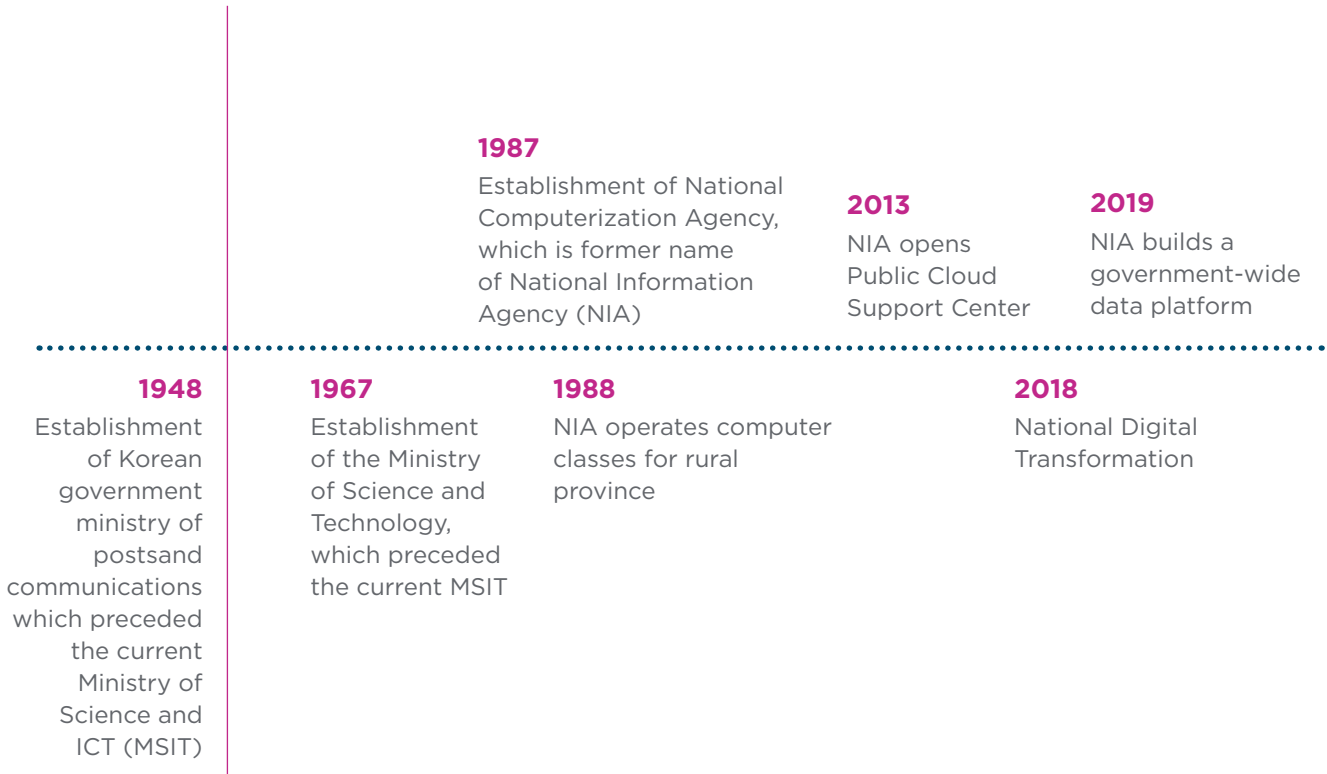 1987
Establishment of National
Computerization Agency,
which is former name
of National Information
Agency (NIA)
2013
NIA opens
Public Cloud
Support Center
2019
NIA builds a
government-wide
data platform
1948
Establishment
of Korean
government
ministry of
postsand
communications
which preceded
the current
Ministry of
Science and
ICT (MSIT)
1967
Establishment
of the Ministry
of Science and
Technology,
which preceded
the current MSIT
1988
NIA operates computer
classes for rural
province
2018
National Digital
Transformation